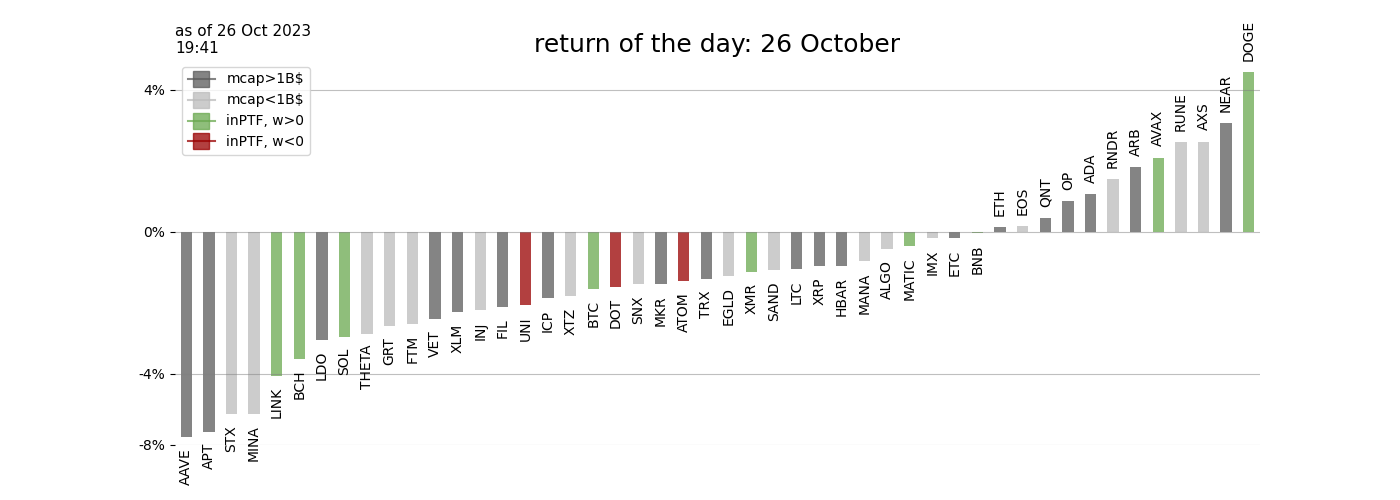 as of 26 Oct 2023
19:41
return of the day: 26 October
mcap>1B$
mcap<1B$
inPTF, w>0
inPTF, w<0
4%
0%
-4%
-8%
AAVE
APT
STX
MINA
LINK
BCH
LDO
SOL
THETA
GRT
FTM
VET
XLM
INJ
FIL
UNI
ICP
XTZ
BTC
DOT
SNX
MKR
ATOM
TRX
EGLD
XMR
SAND
LTC
XRP
HBAR
MANA
ALGO
MATIC
IMX
ETC
BNB
ETH
EOS
QNT
OP
ADA
RNDR
ARB
AVAX
RUNE
AXS
NEAR
DOGE